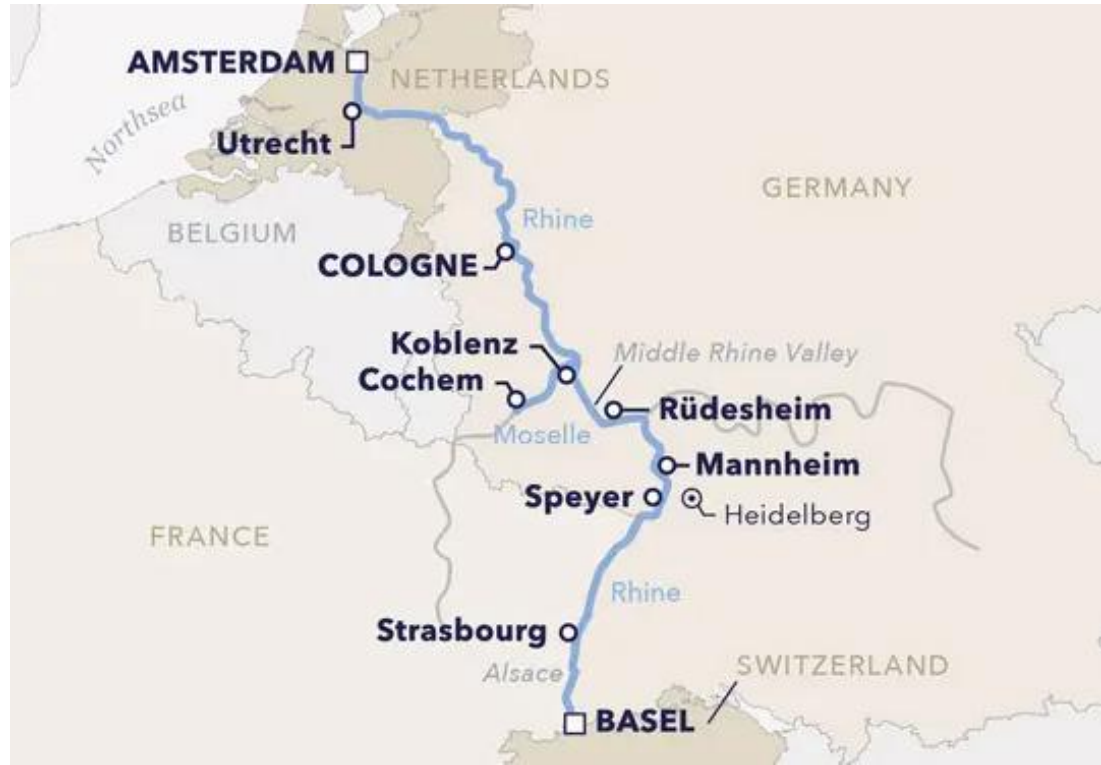 AMSTERDAM
NETHERLANDS
Northsea
Utrecht
GERMANY
Rhine
BELGIUM
COLOGNE
Koblenz
Middle Rhine Valley
Cochem
Rüdesheim
Moselle
Mannheim
Speyer
Heidelberg
FRANCE
Rhine
Strasbourg
Alsace
SWITZERLAND
BASEL